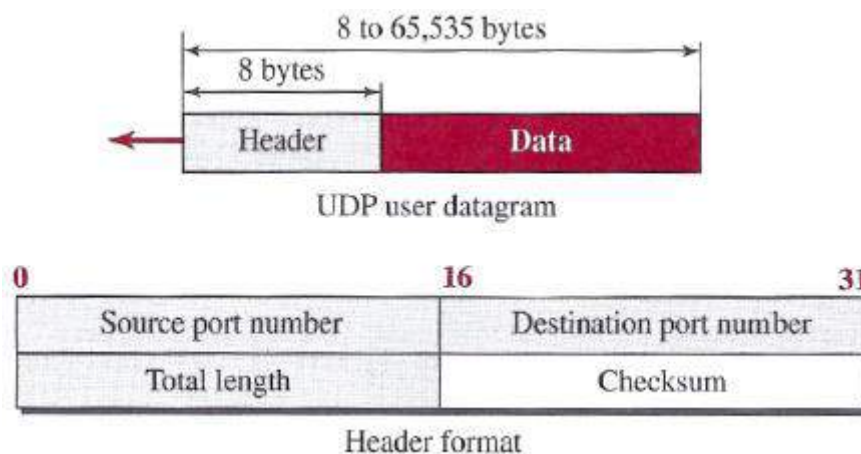 8 to 65,535 bytes
8 bytes
Header Data
UDP user datagram
0 16 31
Source port number Destination port number
Total length Checksum
Header format